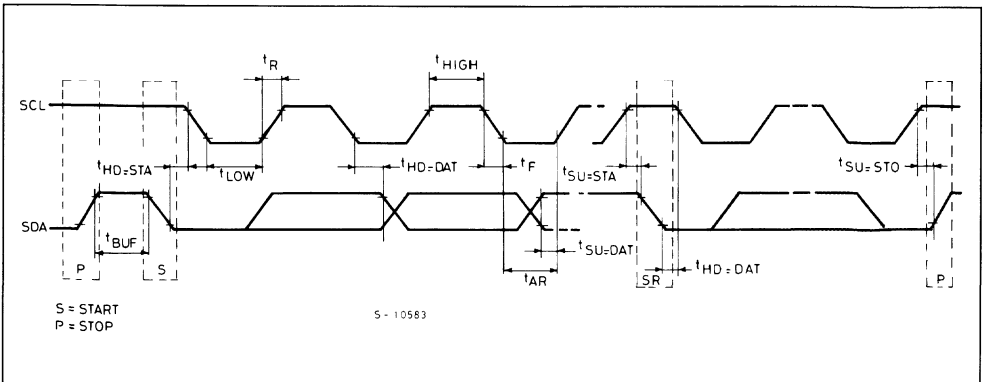 tR
tHIGH
SCL
tHD=STA
tLOW
tHD=DAT
tF
tSU=STA
tSU=STO
SDA
tBUF
tSU=DAT
tHD=DAT
tAR
P
S
SR
P
S = START
P = STOP
S - 10583